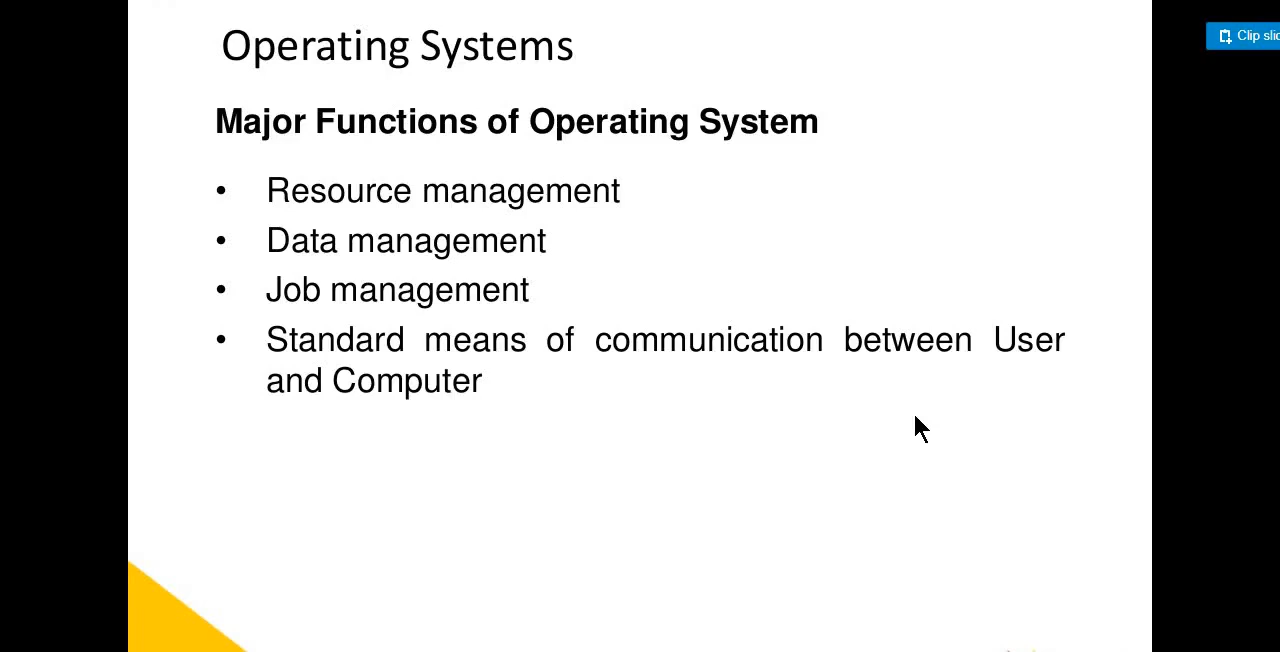 Operating Systems
Clip slid
Major Functions of Operating System
• Resource management
• Data management
• Job management
• Standard means of communication between User
and Computer